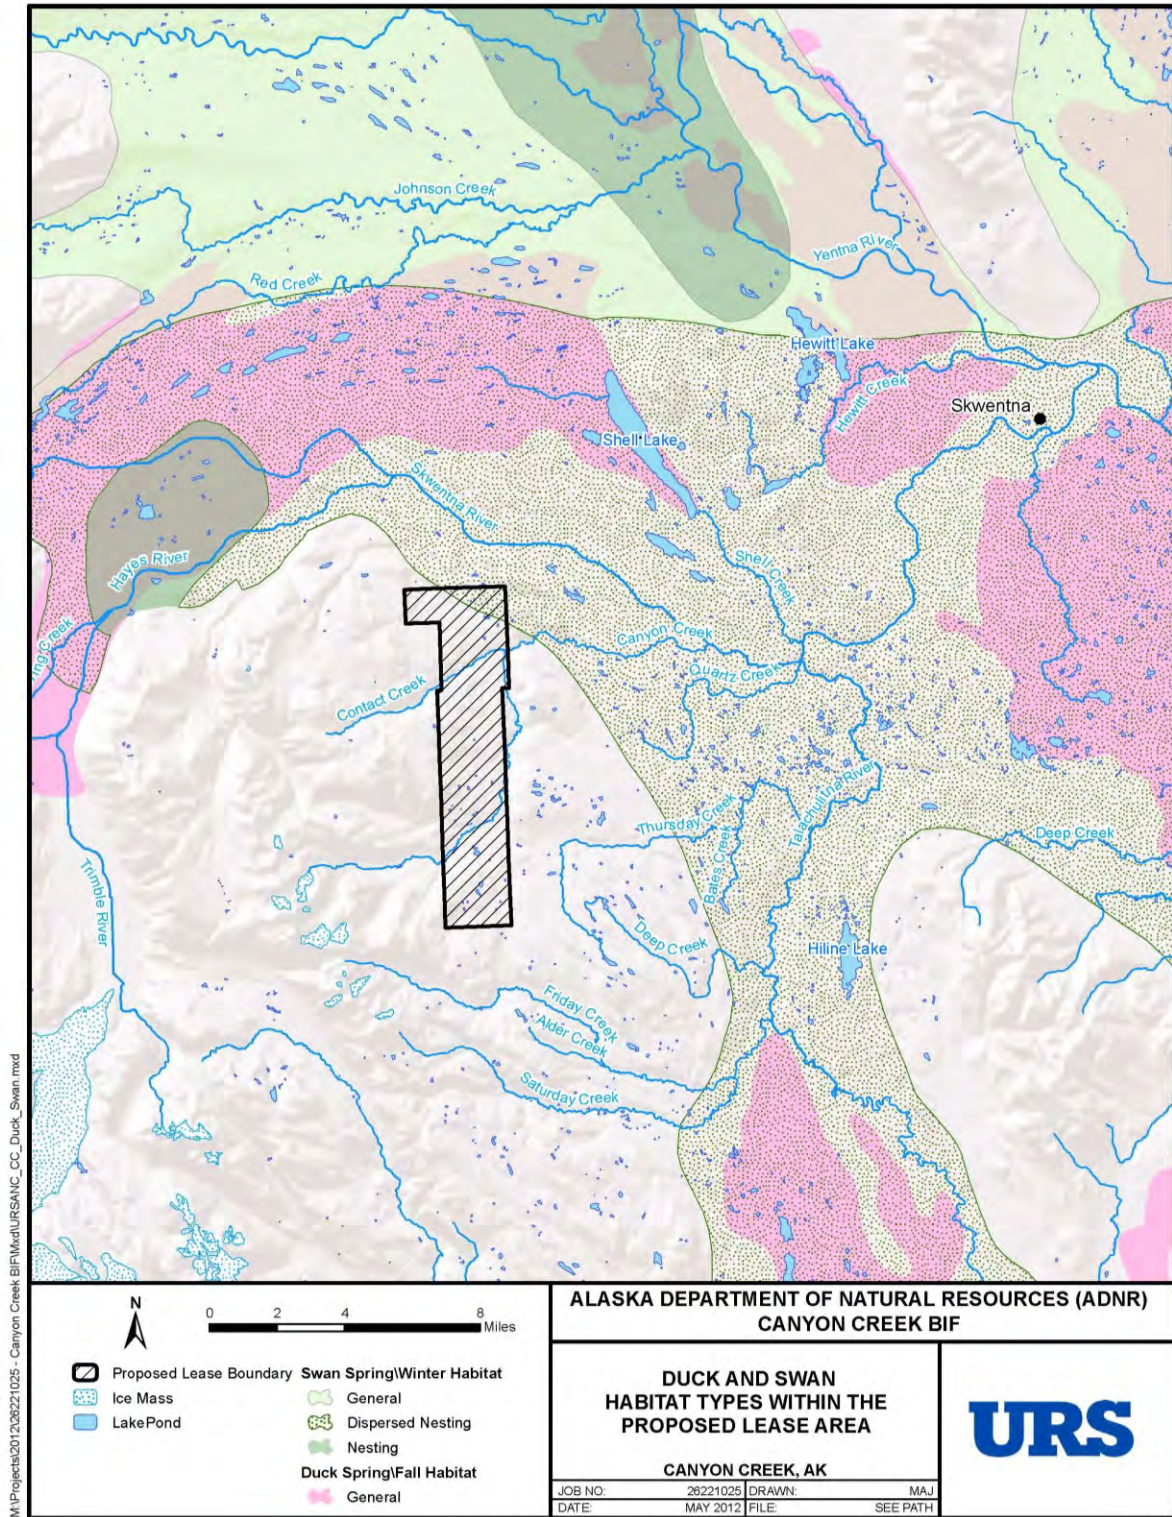 Johnson Creek
Red Creek
Yentna River
Hewitt Lake
Hewitt Creek
Skwentna
Shell Lake
Skwentna River
Hayes River
Shell Creek
Canyon Creek
Quartz Creek
ing Creek
Contact Creek
Talachulitna River
Thursday Creek
Bates Creek
Deep Creek
Trimble River
Deep Creek
Hiline Lake
Friday Creek
Alder Creek
Saturday Creek
M:\Projects\2012\26221025 - Canyon Creek BIF\Mxd\URSANC_CC_Duck_Swan.mxd
N
0 2 4 8
Miles
Proposed Lease Boundary
Ice Mass
LakePond
Swan Spring\Winter Habitat
General
Dispersed Nesting
Nesting
Duck Spring\Fall Habitat
General
ALASKA DEPARTMENT OF NATURAL RESOURCES (ADNR)
CANYON CREEK BIF
DUCK AND SWAN
HABITAT TYPES WITHIN THE
PROPOSED LEASE AREA
CANYON CREEK, AK
JOB NO: 26221025 DRAWN: MAJ
DATE: MAY 2012 FILE: SEE PATH
URS